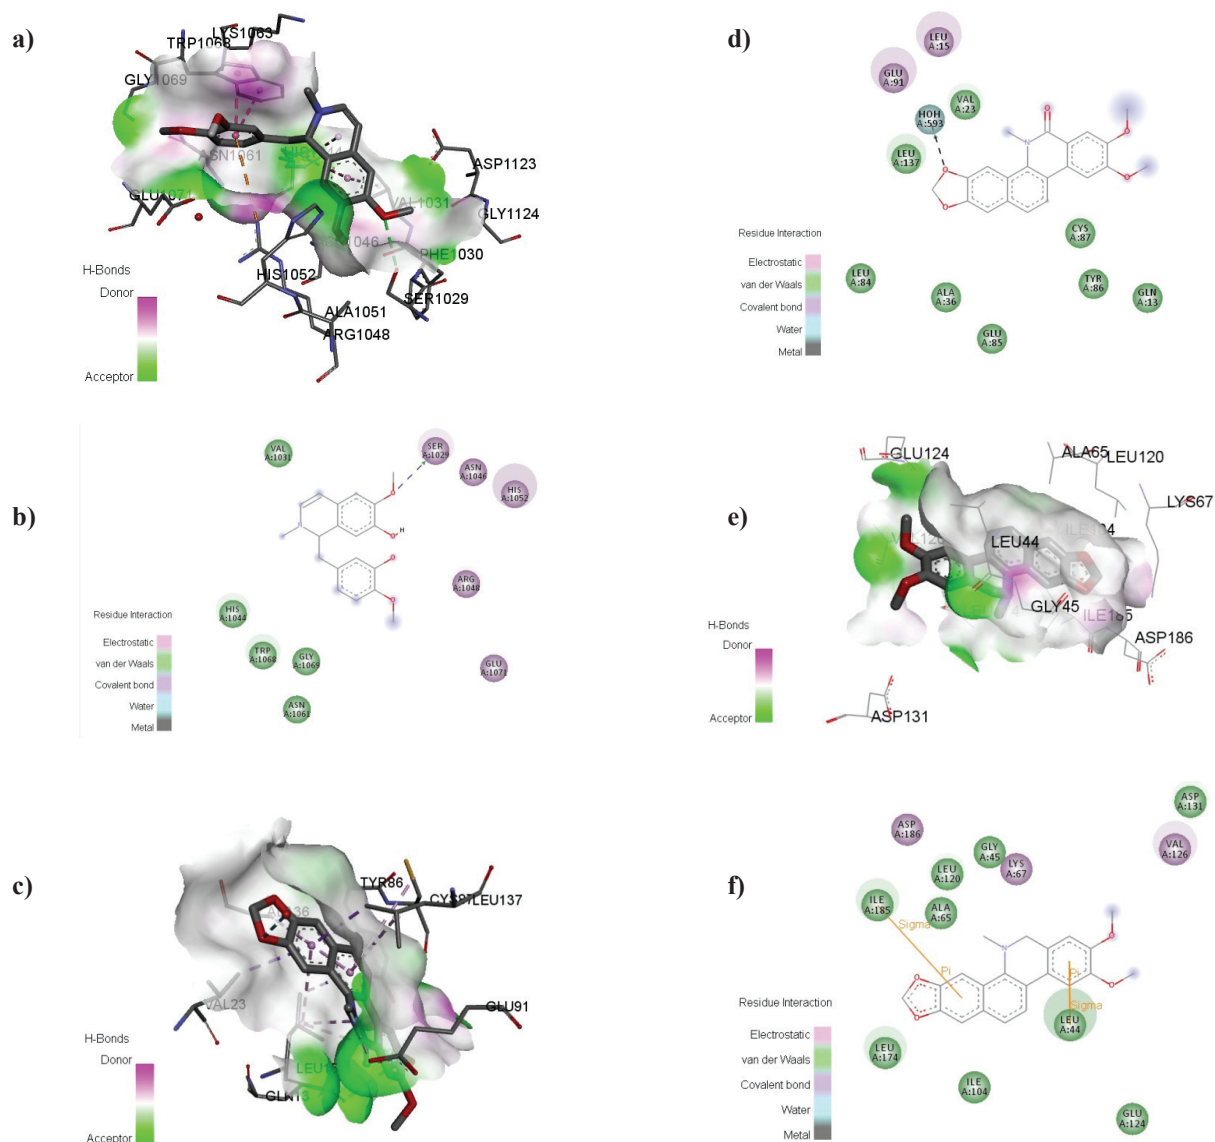 a)
LYS1063
TRP1068
GLY1069
ASN1061
ASP1123
GLU1071
VAL1031
GLY1124
PHE1030
HIS1052
SER1029
ALA1051
ARG1048
H-Bonds
Donor
Acceptor
b)
VAL
A:1031
SER
A:1029
ASN
A:1046
HIS
A:1052
H
O
O
N
O
O
ARG
A:1048
HIS
A:1044
TRP
A:1068
GLY
A:1069
GLU
A:1071
ASN
A:1061
Residue Interaction
Electrostatic
van der Waals
Covalent bond
Water
Metal
c)
TYR86
LEU137
VAL23
GLU91
GLN13
H-Bonds
Donor
Acceptor
d)
LEU
A:15
GLU
A:91
VAL
A:23
HOH
A:593
LEU
A:137
O
N
O
O
O
O
CYS
A:87
LEU
A:84
ALA
A:36
TYR
A:86
GLN
A:13
GLU
A:85
Residue Interaction
Electrostatic
van der Waals
Covalent bond
Water
Metal
e)
GLU124
ALA65
LEU120
LYS67
LEU44
GLY45
ILE185
ASP186
ASP131
H-Bonds
Donor
Acceptor
f)
ASP
A:131
ASP
A:186
GLY
A:45
VAL
A:126
LEU
A:120
LYS
A:67
ILE
A:185
ALA
A:65
Sigma
Pi
Pi
Sigma
N
O
O
O
O
LEU
A:44
LEU
A:174
ILE
A:104
GLU
A:124
Residue Interaction
Electrostatic
van der Waals
Covalent bond
Water
Metal